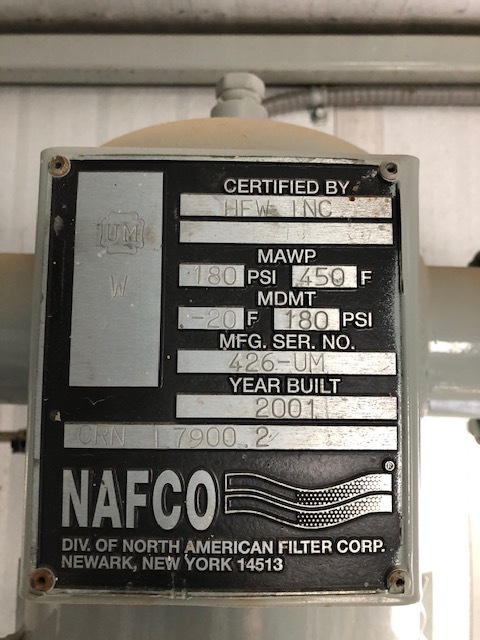 CERTIFIED BY
HFW INC
UM
W
MAWP
180 PSI 450 F
MDMT
-20 F 180 PSI
MFG. SER. NO.
426-UM
YEAR BUILT
2001
CRN L7900.2
NAFCO ®
DIV. OF NORTH AMERICAN FILTER CORP.
NEWARK, NEW YORK 14513